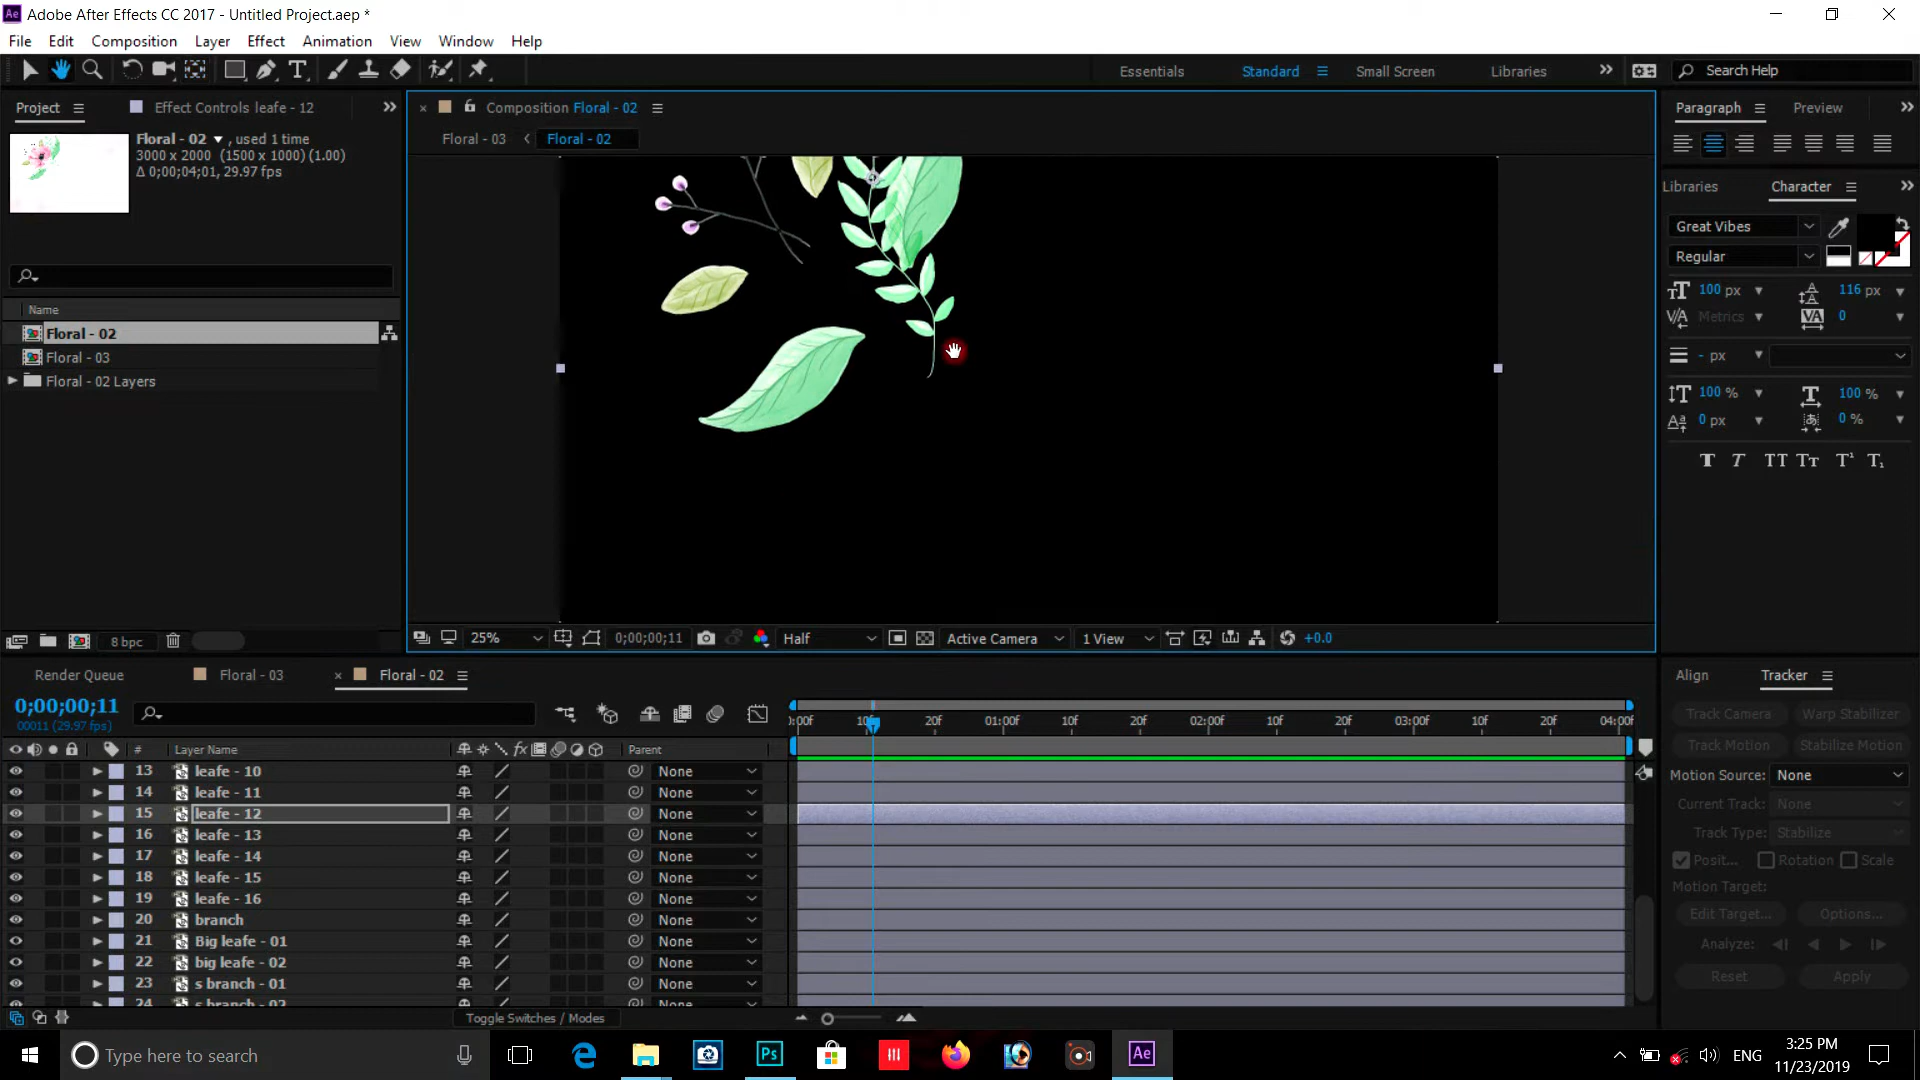 Adobe After Effects CC 2017 - Untitled Project.aep *
File Edit Composition Layer Effect Animation View Window Help
Essentials Standard Small Screen Libraries Search Help
Project Effect Controls leafe - 12
Composition Floral - 02
Paragraph Preview
Floral - 03 Floral - 02
Floral - 02 , used 1 time
3000 x 2000 (1500 x 1000) (1.00)
Δ 0;00;04;01, 29.97 fps
Libraries Character
Great Vibes
Regular
100 px 116 px
Metrics 0
- px
100 % 100 %
0 px 0 %
Name
Floral - 02
Floral - 03
Floral - 02 Layers
8 bpc
25% 0;00;00;11 Half Active Camera 1 View +0.0
Render Queue Floral - 03 Floral - 02
Align Tracker
0;00;00;11
00011 (29.97 fps)
:00f 10f 20f 01:00f 10f 20f 02:00f 10f 20f 03:00f 10f 20f 04:00f
# Layer Name Parent
13 leafe - 10 None
14 leafe - 11 None
15 leafe - 12 None
16 leafe - 13 None
17 leafe - 14 None
18 leafe - 15 None
19 leafe - 16 None
20 branch None
21 Big leafe - 01 None
22 big leafe - 02 None
23 s branch - 01 None
24 s branch - 02 None
Toggle Switches / Modes
Track Camera Warp Stabilizer
Track Motion Stabilize Motion
Motion Source: None
Current Track: None
Track Type: Stabilize
Posit... Rotation Scale
Motion Target:
Edit Target... Options...
Analyze:
Reset Apply
Type here to search
ENG
3:25 PM
11/23/2019